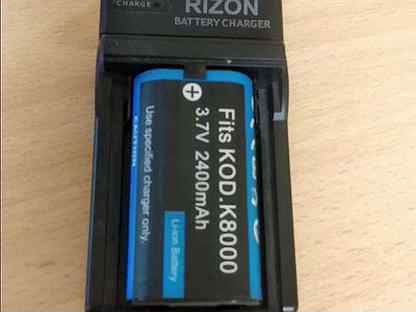 CHARGE
RIZON
BATTERY CHARGER
Fits KOD.K8000
3.7V 2400mAh
Li-ion Battery
Use specified charger only.